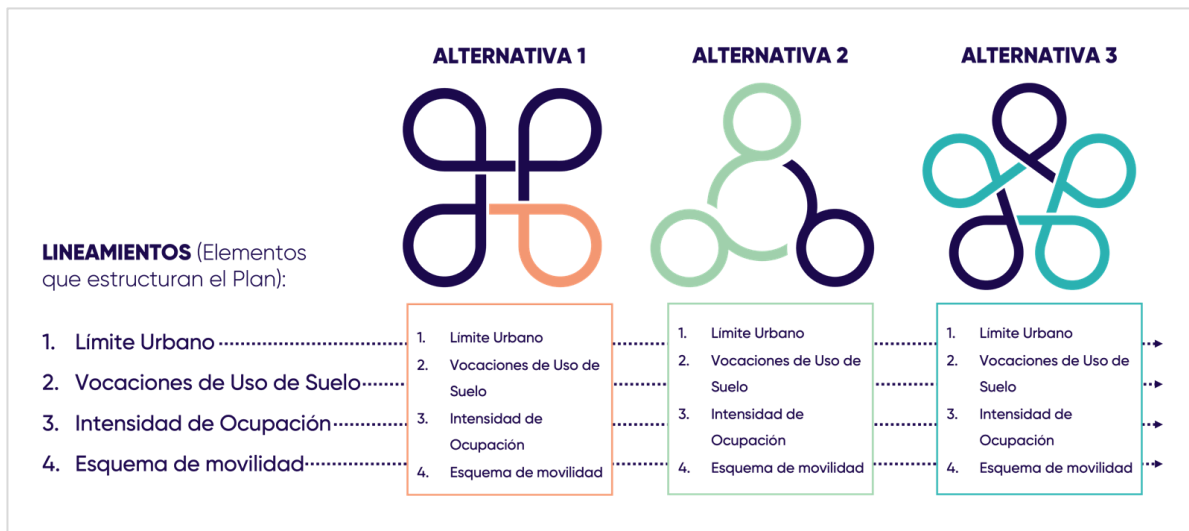 ALTERNATIVA 1
ALTERNATIVA 2
ALTERNATIVA 3
LINEAMIENTOS (Elementos
que estructuran el Plan):
1. Límite Urbano
2. Vocaciones de Uso de Suelo
3. Intensidad de Ocupación
4. Esquema de movilidad
1. Límite Urbano
2. Vocaciones de Uso de
Suelo
3. Intensidad de
Ocupación
4. Esquema de movilidad
1. Límite Urbano
2. Vocaciones de Uso de
Suelo
3. Intensidad de
Ocupación
4. Esquema de movilidad
1. Límite Urbano
2. Vocaciones de Uso de
Suelo
3. Intensidad de
Ocupación
4. Esquema de movilidad